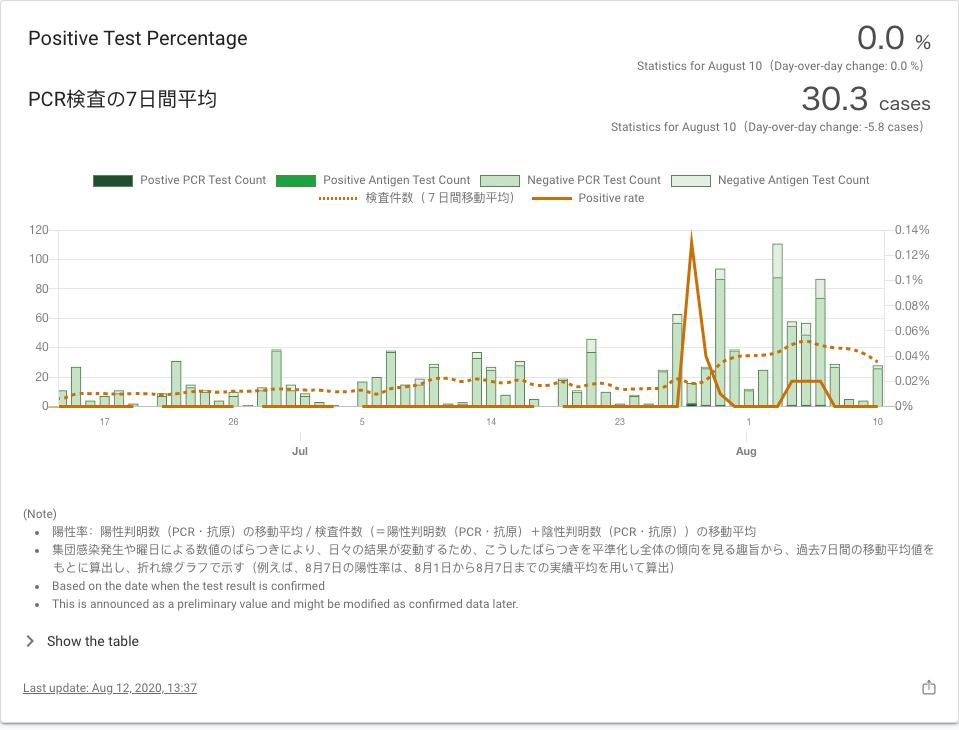 Positive Test Percentage
0.0 %
Statistics for August 10（Day-over-day change: 0.0 %）
PCR検査の7日間平均
30.3 cases
Statistics for August 10（Day-over-day change: -5.8 cases）
Postive PCR Test Count Positive Antigen Test Count Negative PCR Test Count Negative Antigen Test Count
検査件数（７日間移動平均） Positive rate
120 0.14%
100 0.12%
80 0.1%
60 0.08%
40 0.06%
20 0.04%
0 0.02%
0%
17 26 5 14 23 1 10
Jul Aug
(Note)
• 陽性率：陽性判明数（PCR・抗原）の移動平均 / 検査件数（＝陽性判明数（PCR・抗原）＋陰性判明数（PCR・抗原））の移動平均
• 集団感染発生や曜日による数値のばらつきにより、日々の結果が変動するため、こうしたばらつきを平準化し全体の傾向を見る趣旨から、過去7日間の移動平均値を
もとに算出し、折れ線グラフで示す（例えば、8月7日の陽性率は、8月1日から8月7日までの実績平均を用いて算出）
• Based on the date when the test result is confirmed
• This is announced as a preliminary value and might be modified as confirmed data later.
Show the table
Last update: Aug 12, 2020, 13:37